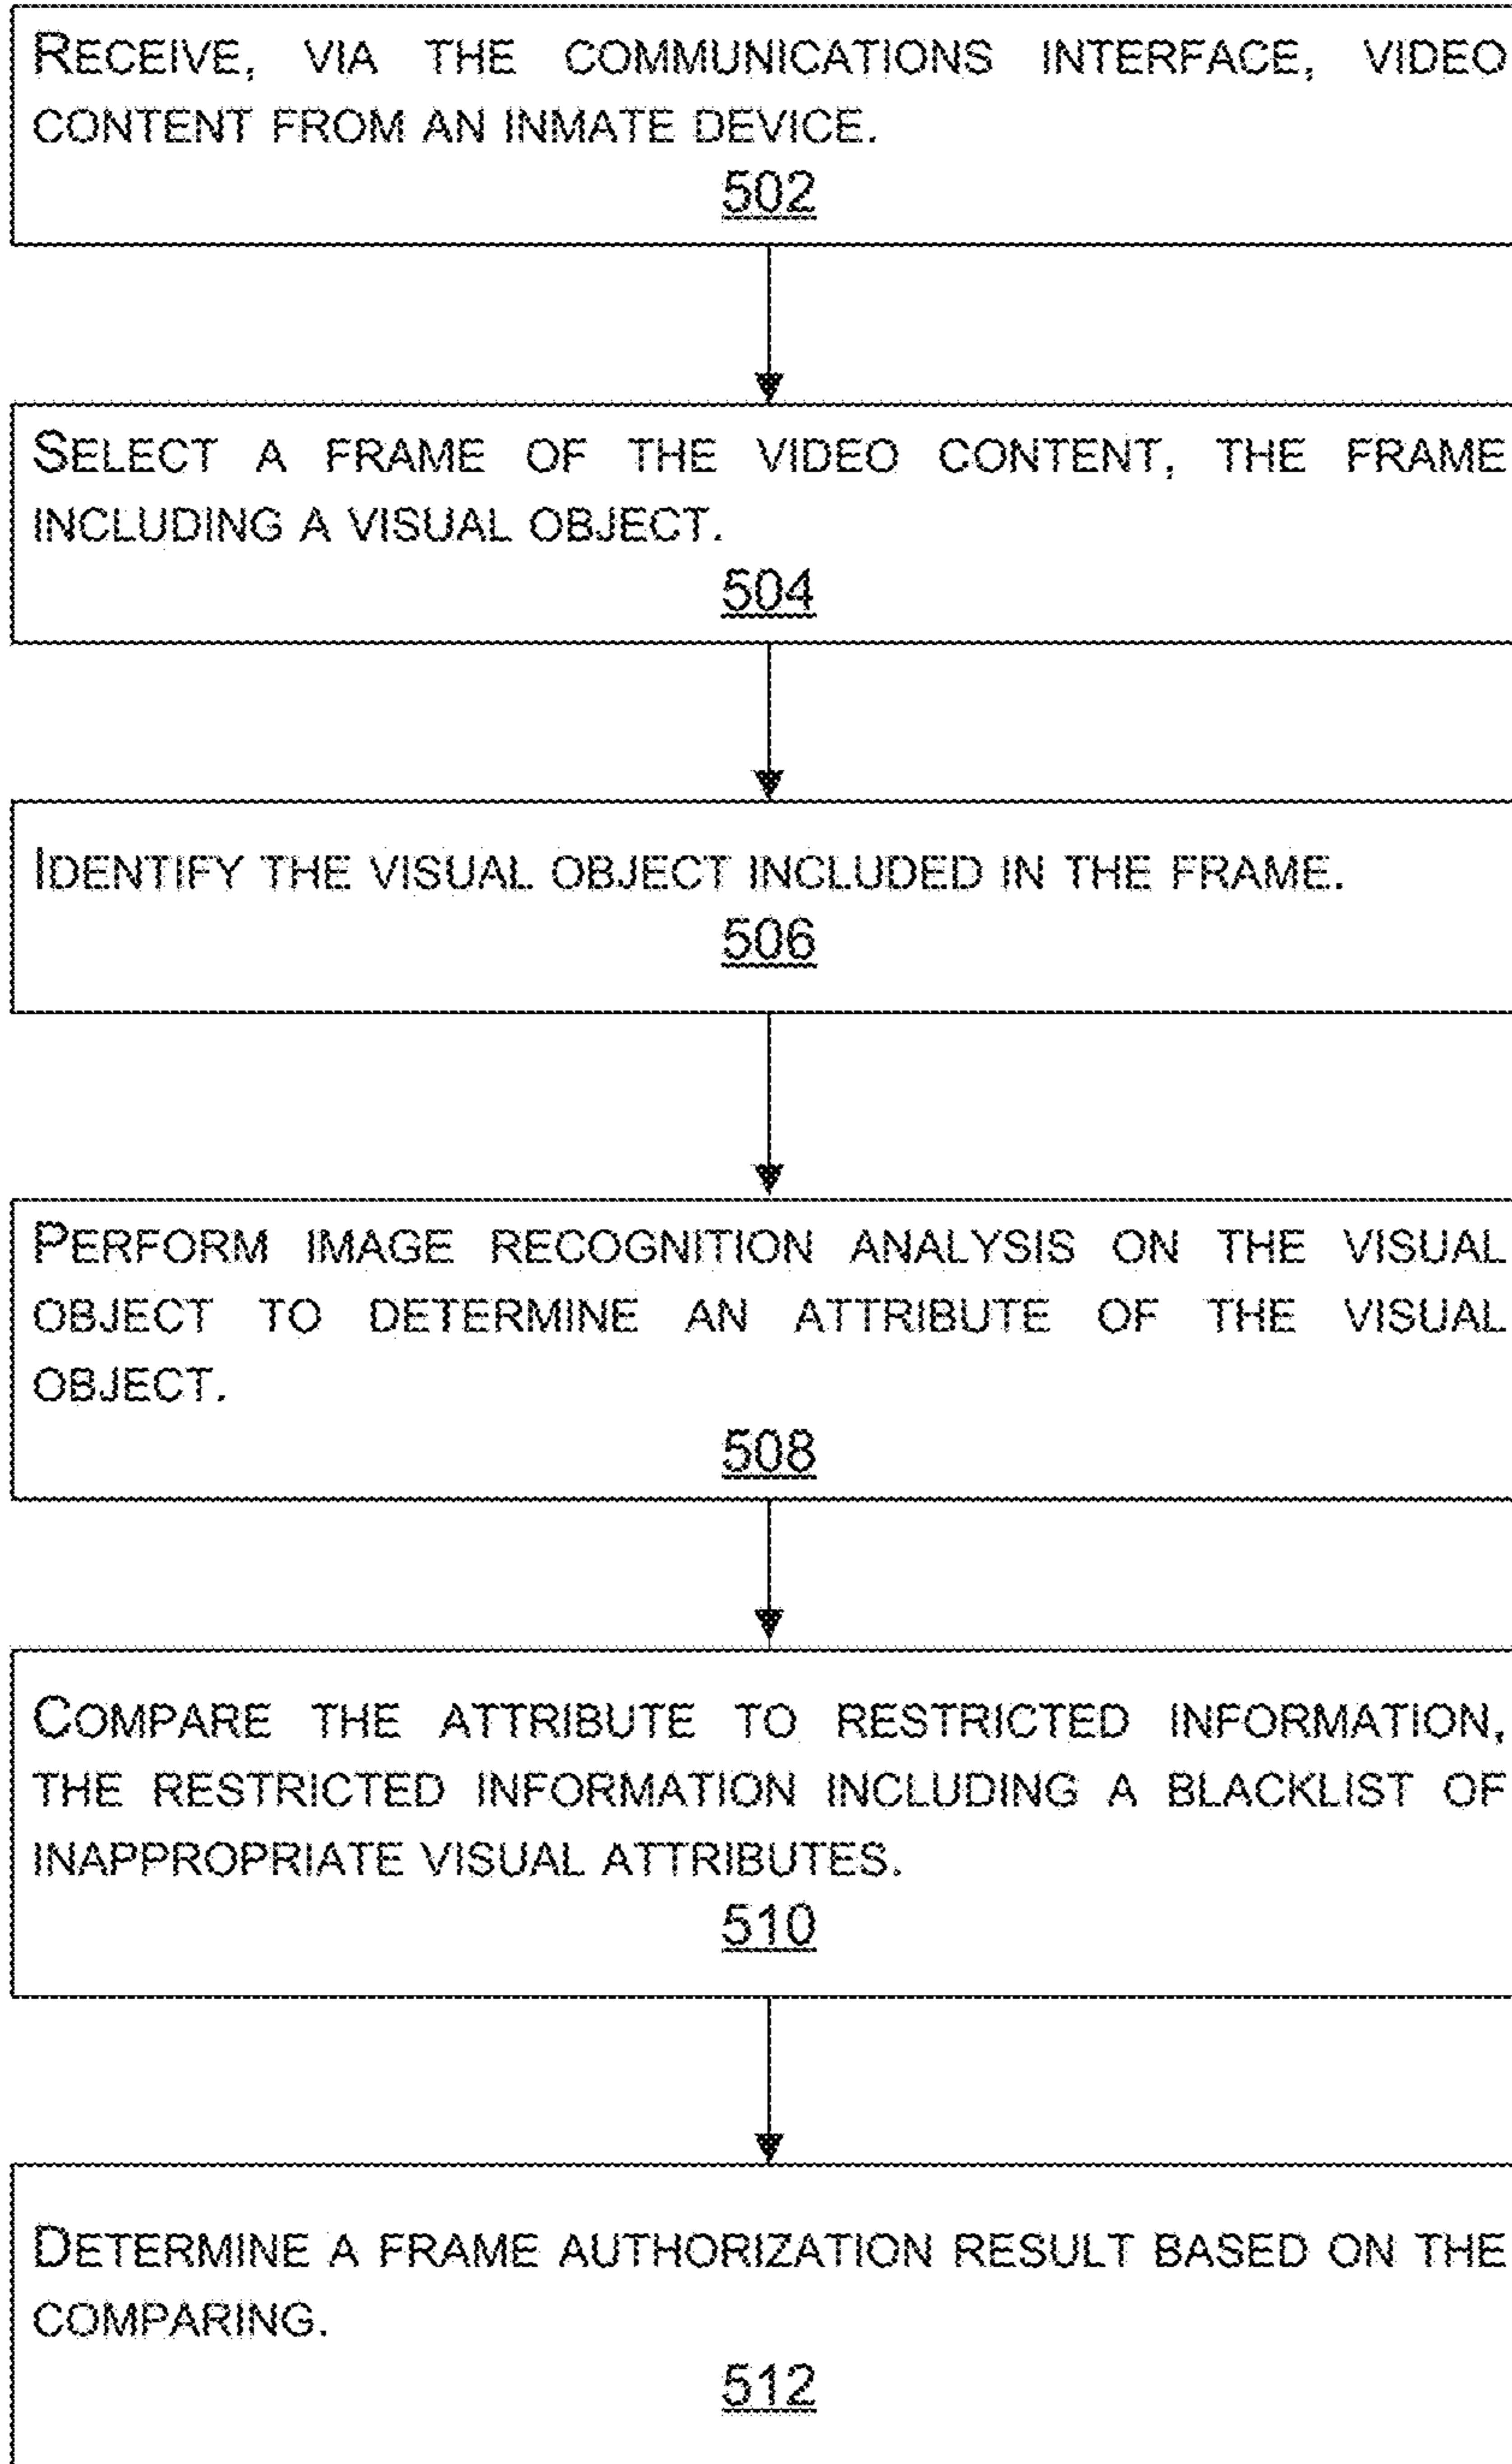 RECEIVE, VIA THE COMMUNICATIONS INTERFACE, VIDEO
CONTENT FROM AN INMATE DEVICE.
502
SELECT A FRAME OF THE VIDEO CONTENT, THE FRAME
INCLUDING A VISUAL OBJECT.
504
IDENTIFY THE VISUAL OBJECT INCLUDED IN THE FRAME.
506
PERFORM IMAGE RECOGNITION ANALYSIS ON THE VISUAL
OBJECT TO DETERMINE AN ATTRIBUTE OF THE VISUAL
OBJECT.
508
COMPARE THE ATTRIBUTE TO RESTRICTED INFORMATION,
THE RESTRICTED INFORMATION INCLUDING A BLACKLIST OF
INAPPROPRIATE VISUAL ATTRIBUTES.
510
DETERMINE A FRAME AUTHORIZATION RESULT BASED ON THE
COMPARING.
512